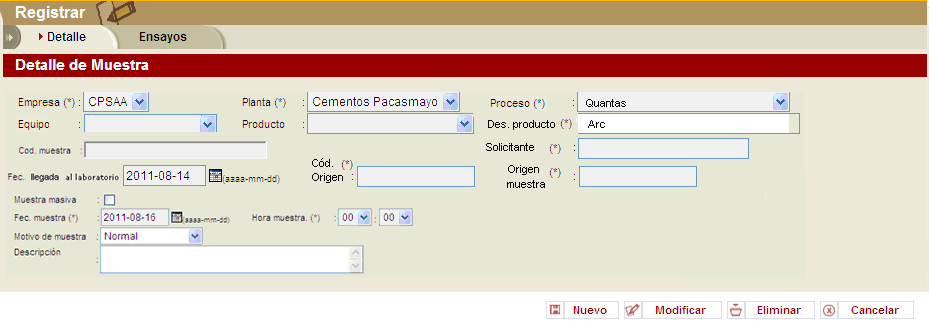 Registrar
Detalle Ensayos
Detalle de Muestra
Empresa (*) : CPSAA Planta (*) : Cementos Pacasmayo Proceso (*) : Quantas
Equipo : Producto : Des. producto (*) : Arc
Cod. muestra : Solicitante (*) :
Fec. llegada al laboratorio 2011-08-14 (aaaa-mm-dd) Cód. (*) Origen : Origen muestra (*) :
Muestra masiva :
Fec. muestra (*) : 2011-08-16 (aaaa-mm-dd) Hora muestra. (*) : 00 : 00
Motivo de muestra : Normal
Descripción :
Nuevo Modificar Eliminar Cancelar